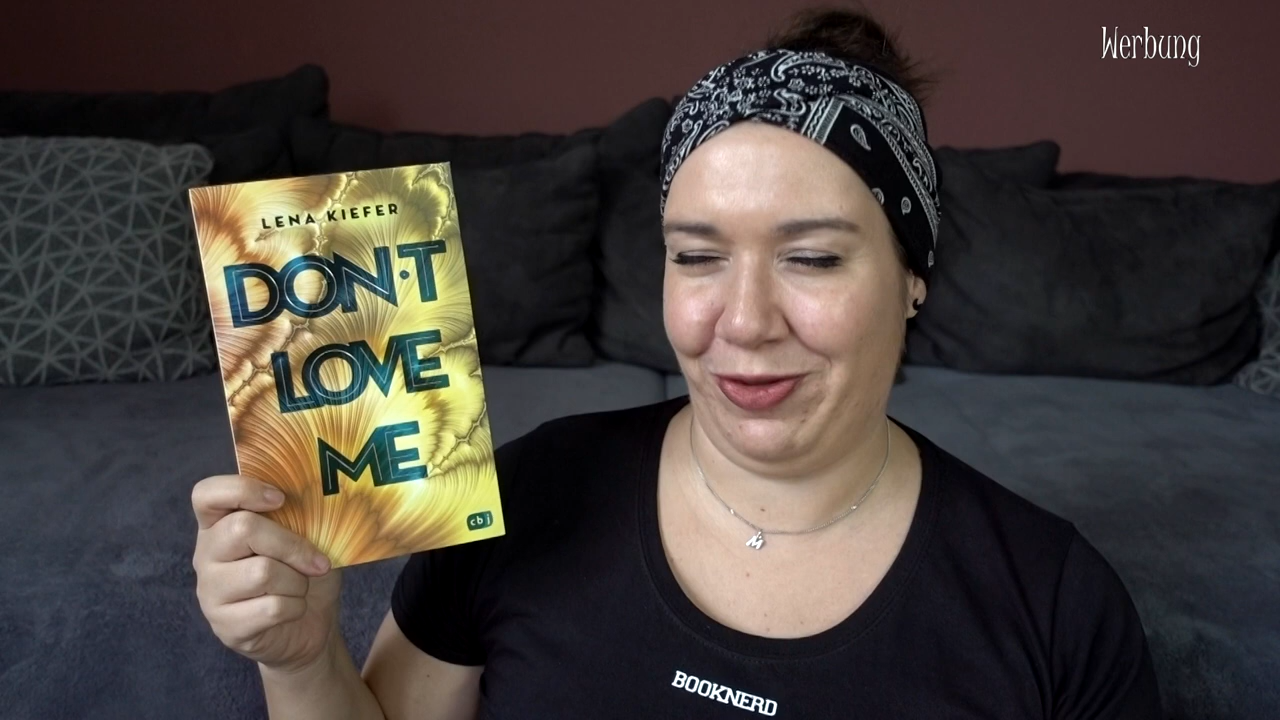 Werbung
LENA KIEFER
DON'T
LOVE
ME
cbj
M
BOOKNERD